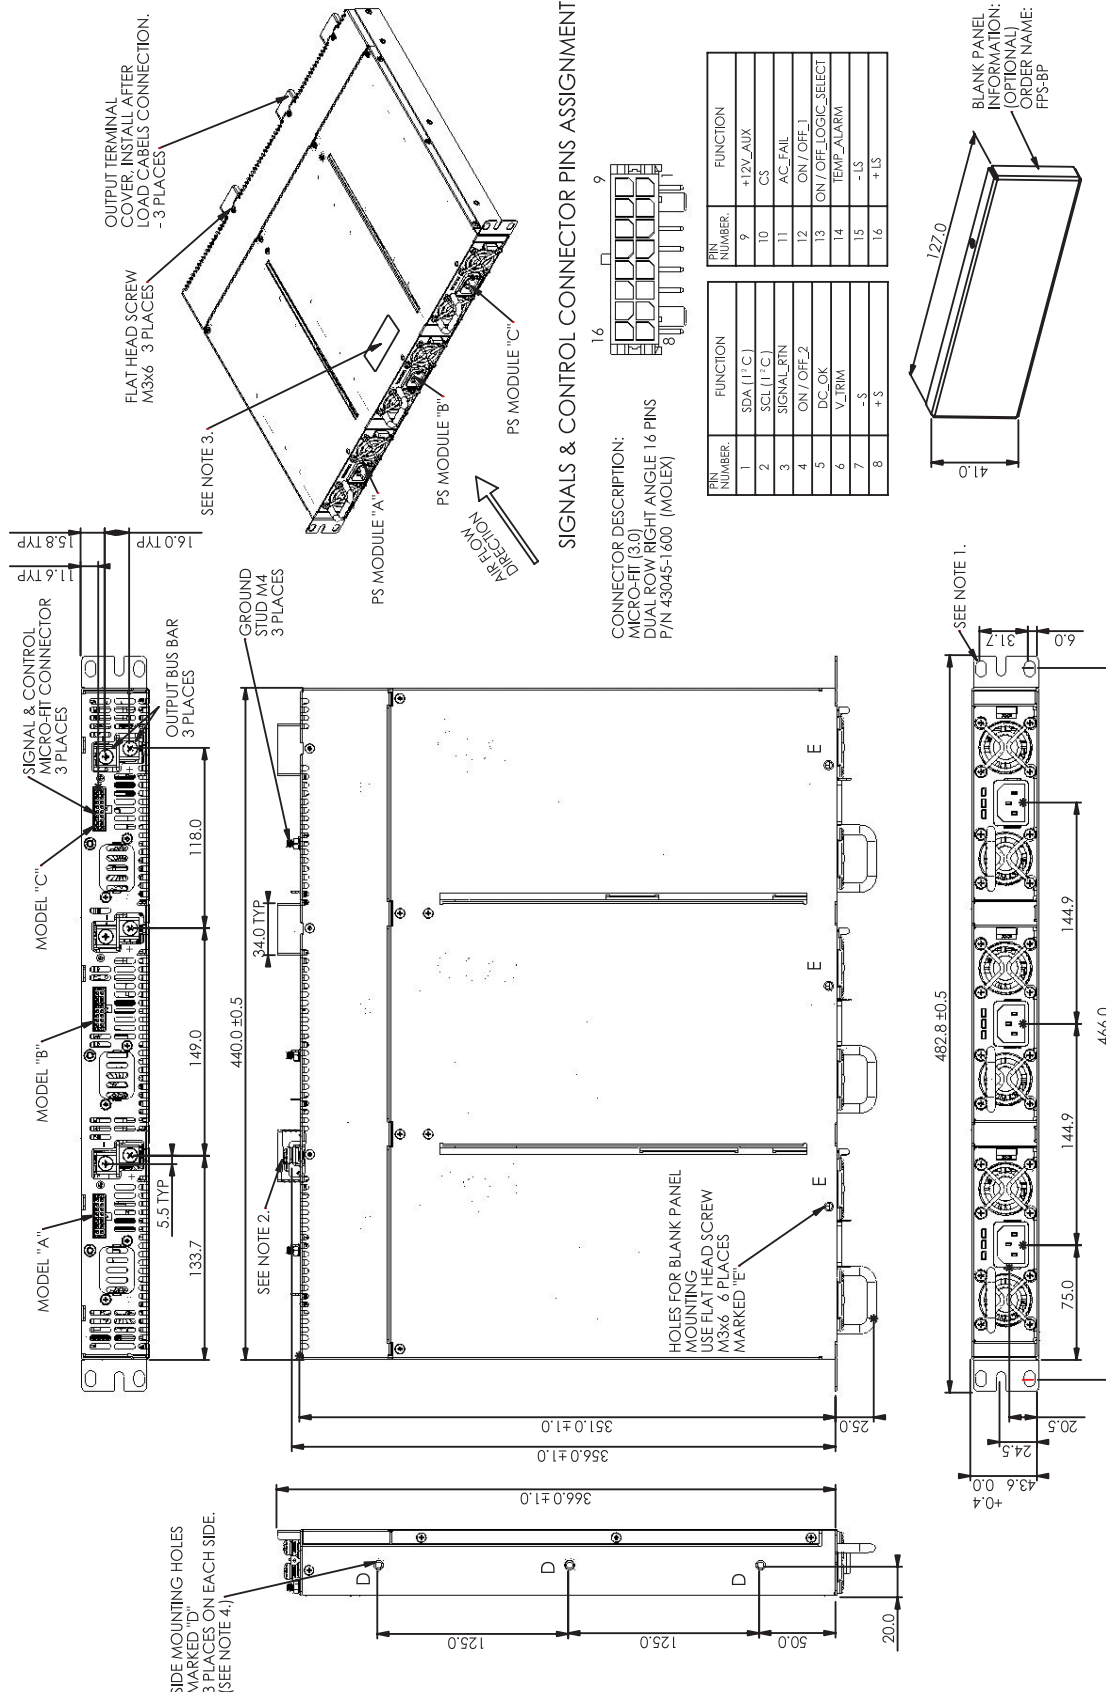 SIDE MOUNTING HOLES
MARKED "D"
3 PLACES ON EACH SIDE.
(SEE NOTE 4.)
D
D
D
125.0
125.0
50.0
20.0
366.0±1.0
MODEL "A"
MODEL "B"
MODEL "C"
SIGNAL & CONTROL
MICRO-FIT CONNECTOR
3 PLACES
11.6 TYP
15.8 TYP
16.0 TYP
OUTPUT BUS BAR
3 PLACES
133.7
5.5 TYP
149.0
118.0
440.0 ±0.5
SEE NOTE 2.
34.0 TYP
GROUND
STUD M4
3 PLACES
356.0±1.0
351.0±1.0
25.0
HOLES FOR BLANK PANEL
MOUNTING
USE FLAT HEAD SCREW
M3x6 6 PLACES
MARKED "E"
E
E
E
482.8 ±0.5
SEE NOTE 1.
31.7
6.0
+0.4
43.6 0.0
24.5
20.5
75.0
144.9
144.9
466.0
FLAT HEAD SCREW
M3x6 3 PLACES
OUTPUT TERMINAL
COVER, INSTALL AFTER
LOAD CABELS CONNECTION.
- 3 PLACES
SEE NOTE 3.
PS MODULE "A"
PS MODULE "B"
PS MODULE "C"
AIR FLOW
DIRECTION
SIGNALS & CONTROL CONNECTOR PINS ASSIGNMENT
CONNECTOR DESCRIPTION:
MICRO-FIT (3.0)
DUAL ROW RIGHT ANGLE 16 PINS
P/N 43045-1600 (MOLEX)
16
9
8
1
PIN NUMBER. FUNCTION
1 SDA ( I ² C )
2 SCL ( I ² C )
3 SIGNAL_RTN
4 ON / OFF_2
5 DC_OK
6 V_TRIM
7 - S
8 + S
PIN NUMBER. FUNCTION
9 +12V_AUX
10 CS
11 AC_FAIL
12 ON / OFF_1
13 ON / OFF_LOGIC_SELECT
14 TEMP_ALARM
15 - LS
16 + LS
41.0
127.0
BLANK PANEL
INFORMATION:
(OPTIONAL)
ORDER NAME:
FPS-BP